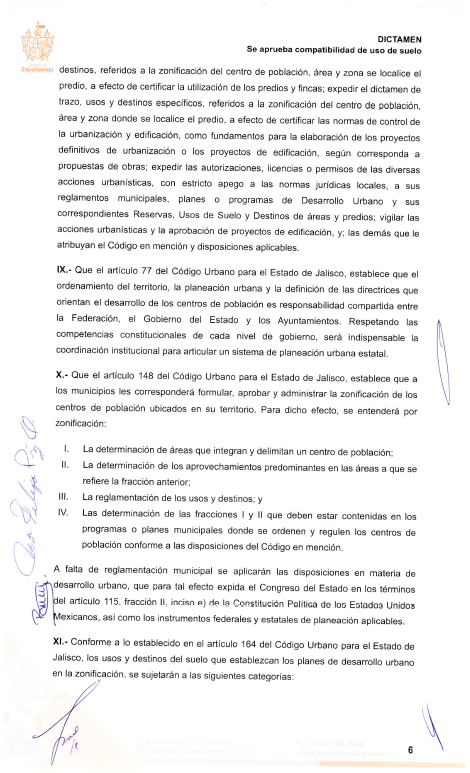 Zapotlanejo
DICTAMEN
Se aprueba compatibilidad de uso de suelo
destinos, referidos a la zonificación del centro de población, área y zona se localice el
predio, a efecto de certificar la utilización de los predios y fincas; expedir el dictamen de
trazo, usos y destinos específicos, referidos a la zonificación del centro de población,
área y zona donde se localice el predio, a efecto de certificar las normas de control de
la urbanización y edificación, como fundamentos para la elaboración de los proyectos
definitivos de urbanización o los proyectos de edificación, según corresponda a
propuestas de obras; expedir las autorizaciones, licencias o permisos de las diversas
acciones urbanísticas, con estricto apego a las normas jurídicas locales, a sus
reglamentos municipales, planes o programas de Desarrollo Urbano y sus
correspondientes Reservas, Usos de Suelo y Destinos de áreas y predios; vigilar las
acciones urbanísticas y la aprobación de proyectos de edificación, y; las demás que le
atribuyan el Código en mención y disposiciones aplicables.
IX.- Que el artículo 77 del Código Urbano para el Estado de Jalisco, establece que el
ordenamiento del territorio, la planeación urbana y la definición de las directrices que
orientan el desarrollo de los centros de población es responsabilidad compartida entre
la Federación, el Gobierno del Estado y los Ayuntamientos. Respetando las
competencias constitucionales de cada nivel de gobierno, será indispensable la
coordinación institucional para articular un sistema de planeación urbana estatal.
X.- Que el artículo 148 del Código Urbano para el Estado de Jalisco, establece que a
los municipios les corresponderá formular, aprobar y administrar la zonificación de los
centros de población ubicados en su territorio. Para dicho efecto, se entenderá por
zonificación:
I. La determinación de áreas que integran y delimitan un centro de población;
II. La determinación de los aprovechamientos predominantes en las áreas a que se
refiere la fracción anterior;
III. La reglamentación de los usos y destinos; y
IV. Las determinación de las fracciones I y II que deben estar contenidas en los
programas o planes municipales donde se ordenen y regulen los centros de
población conforme a las disposiciones del Código en mención.
A falta de reglamentación municipal se aplicarán las disposiciones en materia de
desarrollo urbano, que para tal efecto expida el Congreso del Estado en los términos
del artículo 115, fracción II, inciso e) de la Constitución Política de los Estados Unidos
Mexicanos, así como los instrumentos federales y estatales de planeación aplicables.
XI.- Conforme a lo establecido en el artículo 164 del Código Urbano para el Estado de
Jalisco, los usos y destinos del suelo que establezcan los planes de desarrollo urbano
en la zonificación, se sujetarán a las siguientes categorías:
6